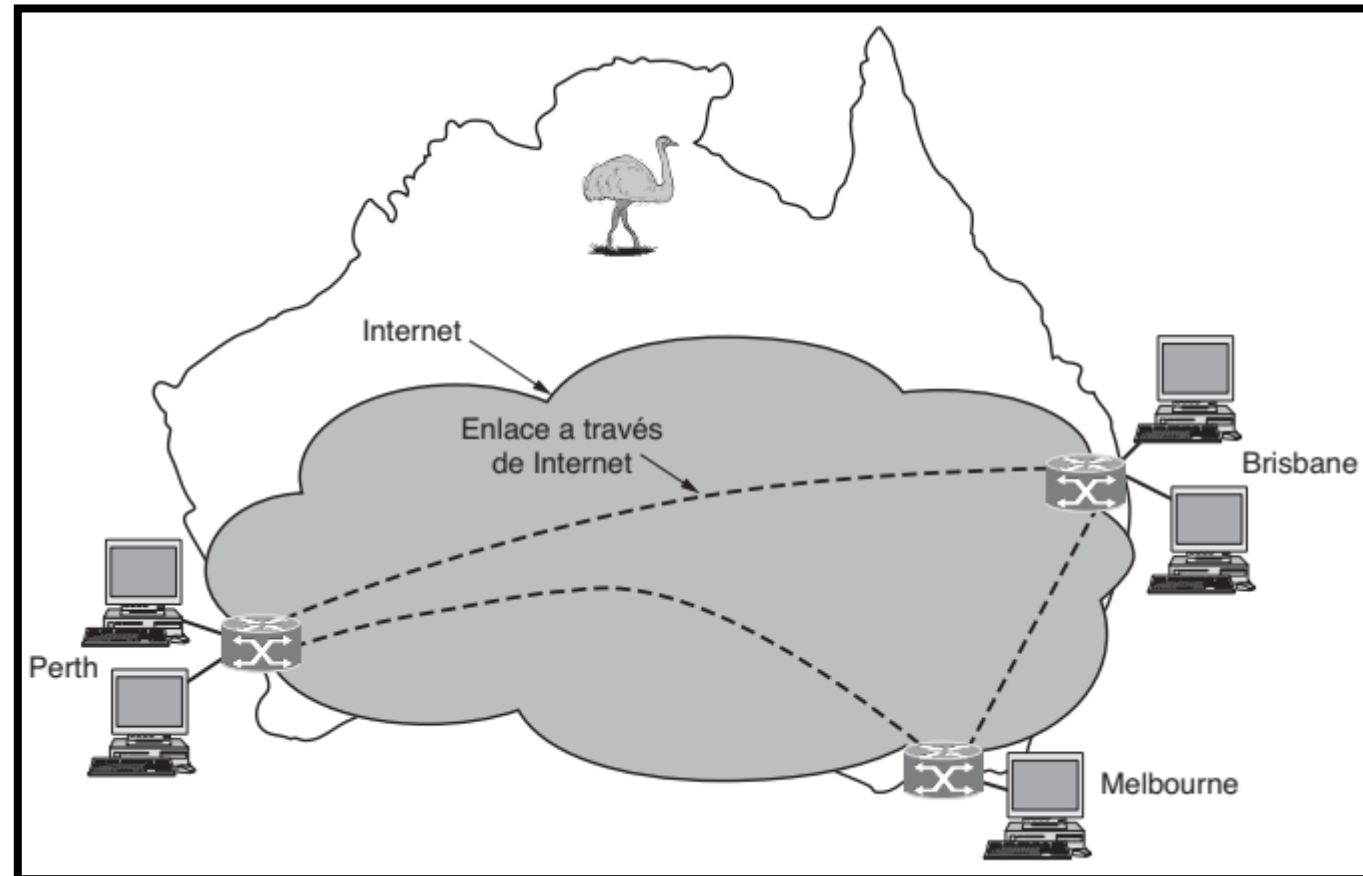 Internet
Enlace a través
de Internet
Brisbane
Perth
Melbourne